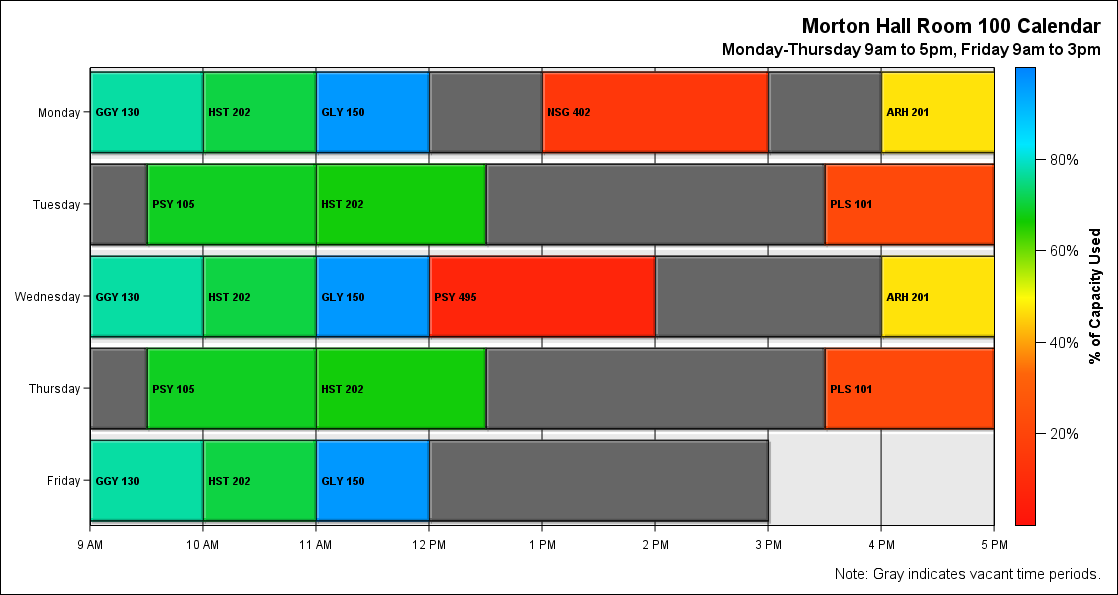 Morton Hall Room 100 Calendar
Monday-Thursday 9am to 5pm, Friday 9am to 3pm
Monday
GGY 130
HST 202
GLY 150
NSG 402
ARH 201
Tuesday
PSY 105
HST 202
PLS 101
Wednesday
GGY 130
HST 202
GLY 150
PSY 495
ARH 201
Thursday
PSY 105
HST 202
PLS 101
Friday
GGY 130
HST 202
GLY 150
9 AM
10 AM
11 AM
12 PM
1 PM
2 PM
3 PM
4 PM
5 PM
80%
60%
40%
20%
% of Capacity Used
Note: Gray indicates vacant time periods.